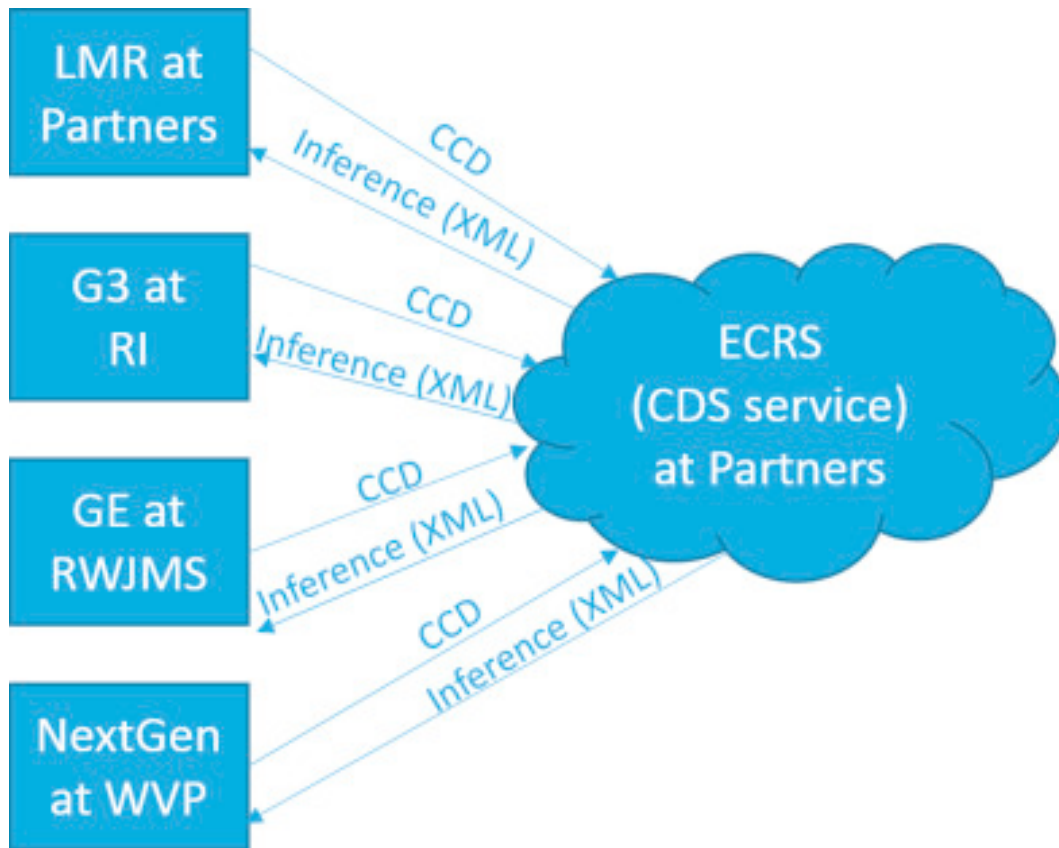 LMR at
Partners
CCD
Inference (XML)
G3 at
RI
CCD
Inference (XML)
ECRS
(CDS service)
at Partners
GE at
RWJMS
CCD
Inference (XML)
NextGen
at WVP
CCD
Inference (XML)